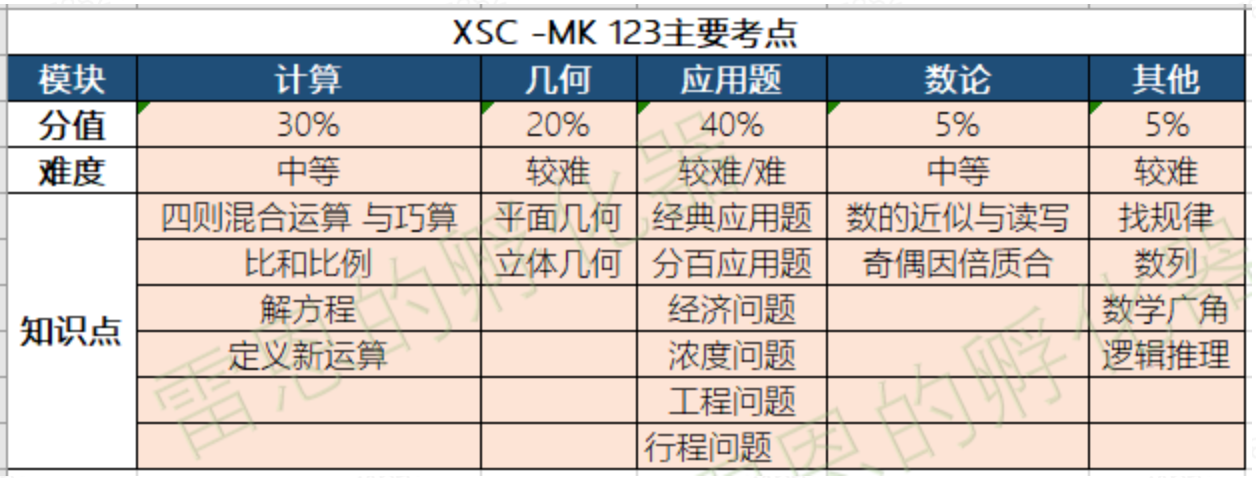 XSC -MK 123主要考点
模块 计算 几何 应用题 数论 其他
分值 30% 20% 40% 5% 5%
难度 中等 较难 较难/难 中等 较难
知识点
四则混合运算 与巧算 平面几何 经典应用题 数的近似与读写 找规律
比和比例 立体几何 分百应用题 奇偶因倍质合 数列
解方程 经济问题 数学广角
定义新运算 浓度问题 逻辑推理
工程问题
行程问题
雷恩的孵化器
雷恩的孵化器